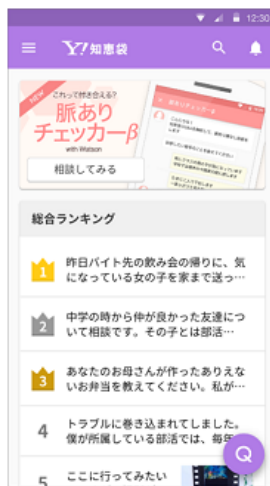 12:30
Y!知恵袋
NEW
これって付き合える?
脈あり
チェッカーβ
with Watson
相談してみる
総合ランキング
1
昨日バイト先の飲み会の帰りに、気
になっている女の子を家まで送っ…
2
中学の時から仲が良かった友達につ
いて相談です。その子とは部活…
3
あなたのお母さんが作ったありえな
いお弁当を教えてください。私が…
4
トラブルに巻き込まれてしました。
僕が所属している部活では、毎年
5
ここに行ってみたい
Q